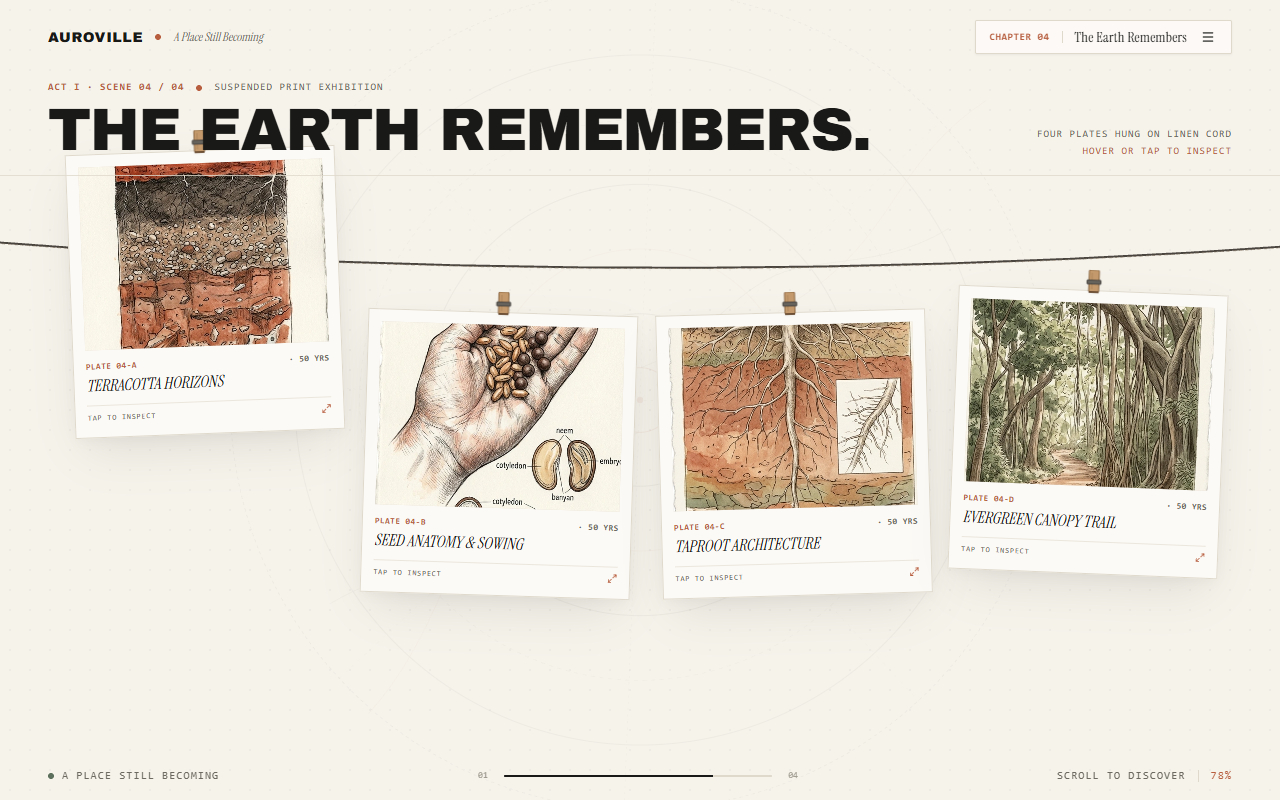 AUROVILLE
A Place Still Becoming
CHAPTER 04
The Earth Remembers
ACT I · SCENE 04 / 04
SUSPENDED PRINT EXHIBITION
THE EARTH REMEMBERS.
FOUR PLATES HUNG ON LINEN CORD
HOVER OR TAP TO INSPECT
PLATE 04-A
· 50 YRS
TERRACOTTA HORIZONS
TAP TO INSPECT
neem
cotyledon
embryo
banyan
cotyledon
PLATE 04-B
· 50 YRS
SEED ANATOMY & SOWING
TAP TO INSPECT
PLATE 04-C
· 50 YRS
TAPROOT ARCHITECTURE
TAP TO INSPECT
PLATE 04-D
· 50 YRS
EVERGREEN CANOPY TRAIL
TAP TO INSPECT
A PLACE STILL BECOMING
01
04
SCROLL TO DISCOVER
78%